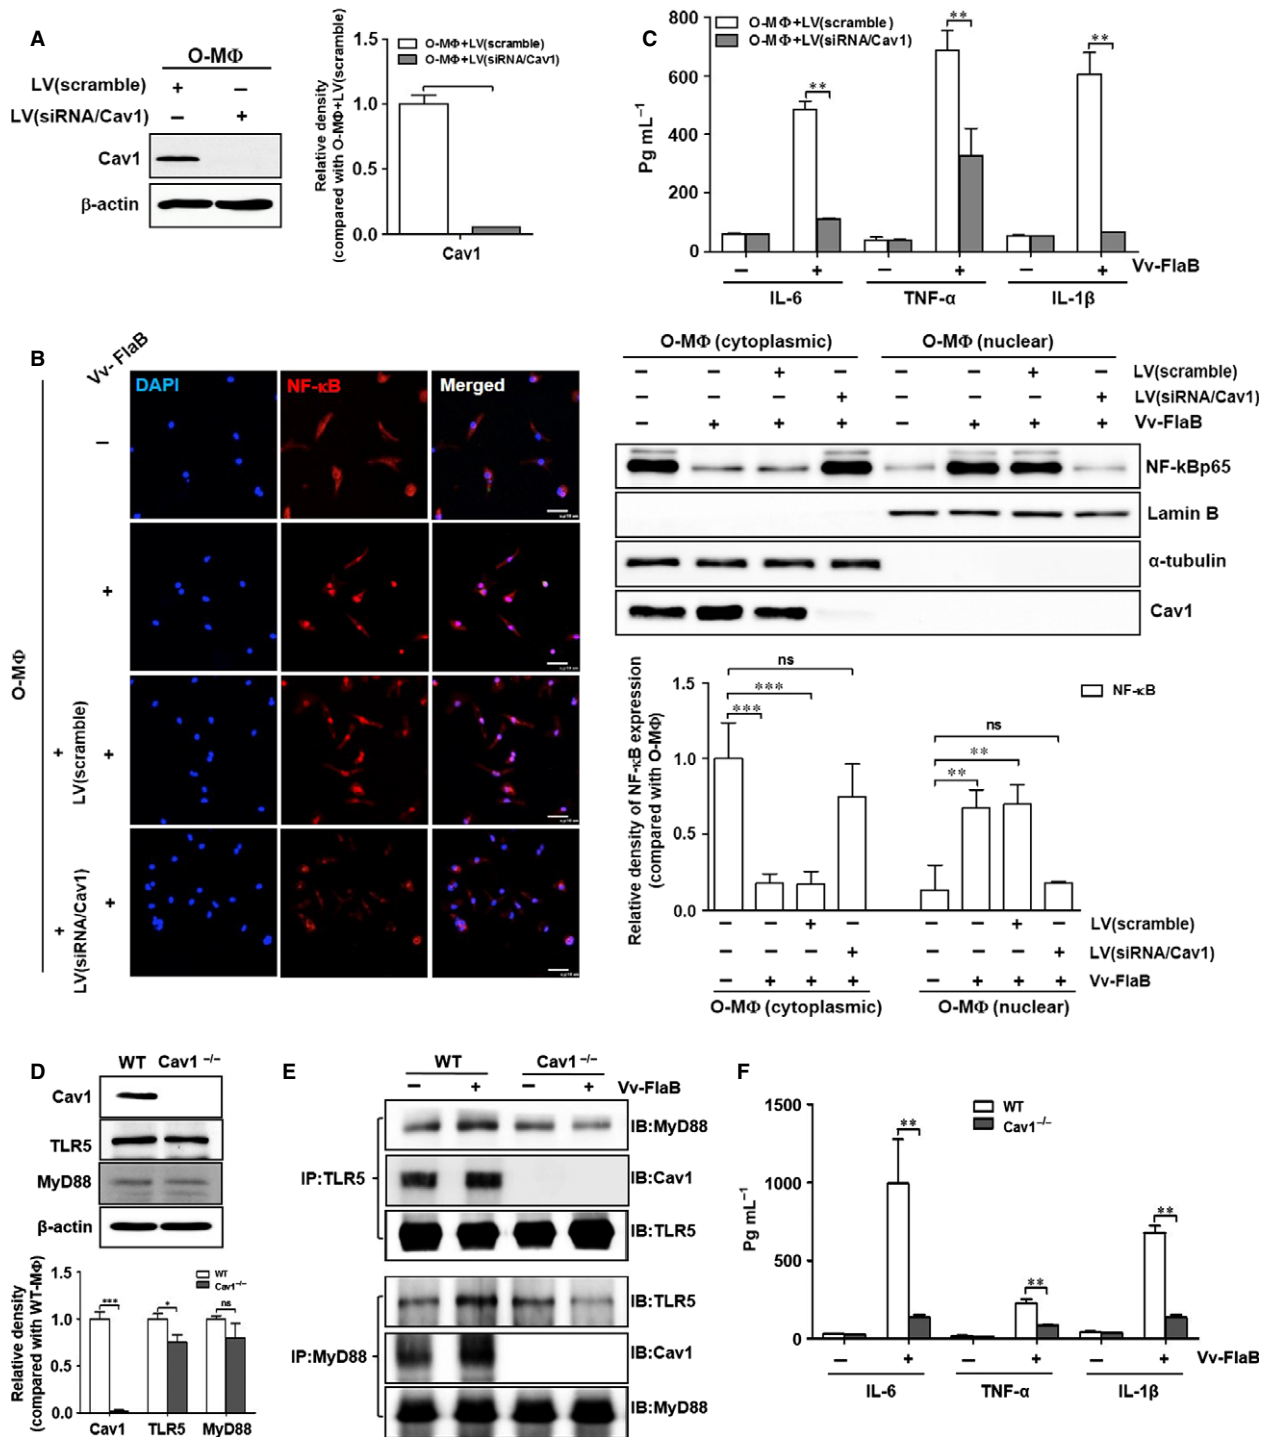 A
O-MΦ
LV(scramble) + –
LV(siRNA/Cav1) – +
Cav1
β-actin
Relative density
(compared with O-MΦ+LV(scramble)
1.5
1.0
0.5
0.0
O-MΦ+LV(scramble)
O-MΦ+LV(siRNA/Cav1)
Cav1
C
O-MΦ+LV(scramble)
O-MΦ+LV(siRNA/Cav1)
Pg mL⁻¹
800
600
400
200
0
** ** **
– + – + – + Vv-FlaB
IL-6 TNF-α IL-1β
B
Vv- FlaB
DAPI NF-κB Merged
O-MΦ
–
+
+ LV(scramble) +
+ LV(siRNA/Cav1) +
O-MΦ (cytoplasmic) O-MΦ (nuclear)
– – + – – – + – LV(scramble)
– – – + – – – + LV(siRNA/Cav1)
– + + + – + + + Vv-FlaB
NF-kBp65
Lamin B
α-tubulin
Cav1
Relative density of NF-κB expression
(compared with O-MΦ)
1.5
1.0
0.5
0.0
NF-κB
ns
***
***
ns
**
**
– – + – – – + – LV(scramble)
– – – + – – – + LV(siRNA/Cav1)
– + + + – + + + Vv-FlaB
O-MΦ (cytoplasmic) O-MΦ (nuclear)
D
WT Cav1 –/–
Cav1
TLR5
MyD88
β-actin
Relative density
(compared with WT-MΦ)
1.5
1.0
0.5
0.0
WT
Cav1–/–
*** * ns
Cav1 TLR5 MyD88
E
WT Cav1 –/–
– + – + Vv-FlaB
IP:TLR5
IB:MyD88
IB:Cav1
IB:TLR5
IP:MyD88
IB:TLR5
IB:Cav1
IB:MyD88
F
WT
Cav1–/–
Pg mL⁻¹
1500
1000
500
0
** ** **
– + – + – + Vv-FlaB
IL-6 TNF-α IL-1β